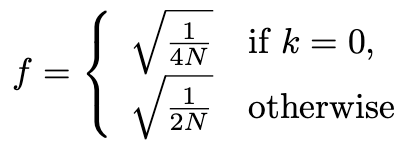 f = { √(1/4N) if k = 0,
√(1/2N) otherwise